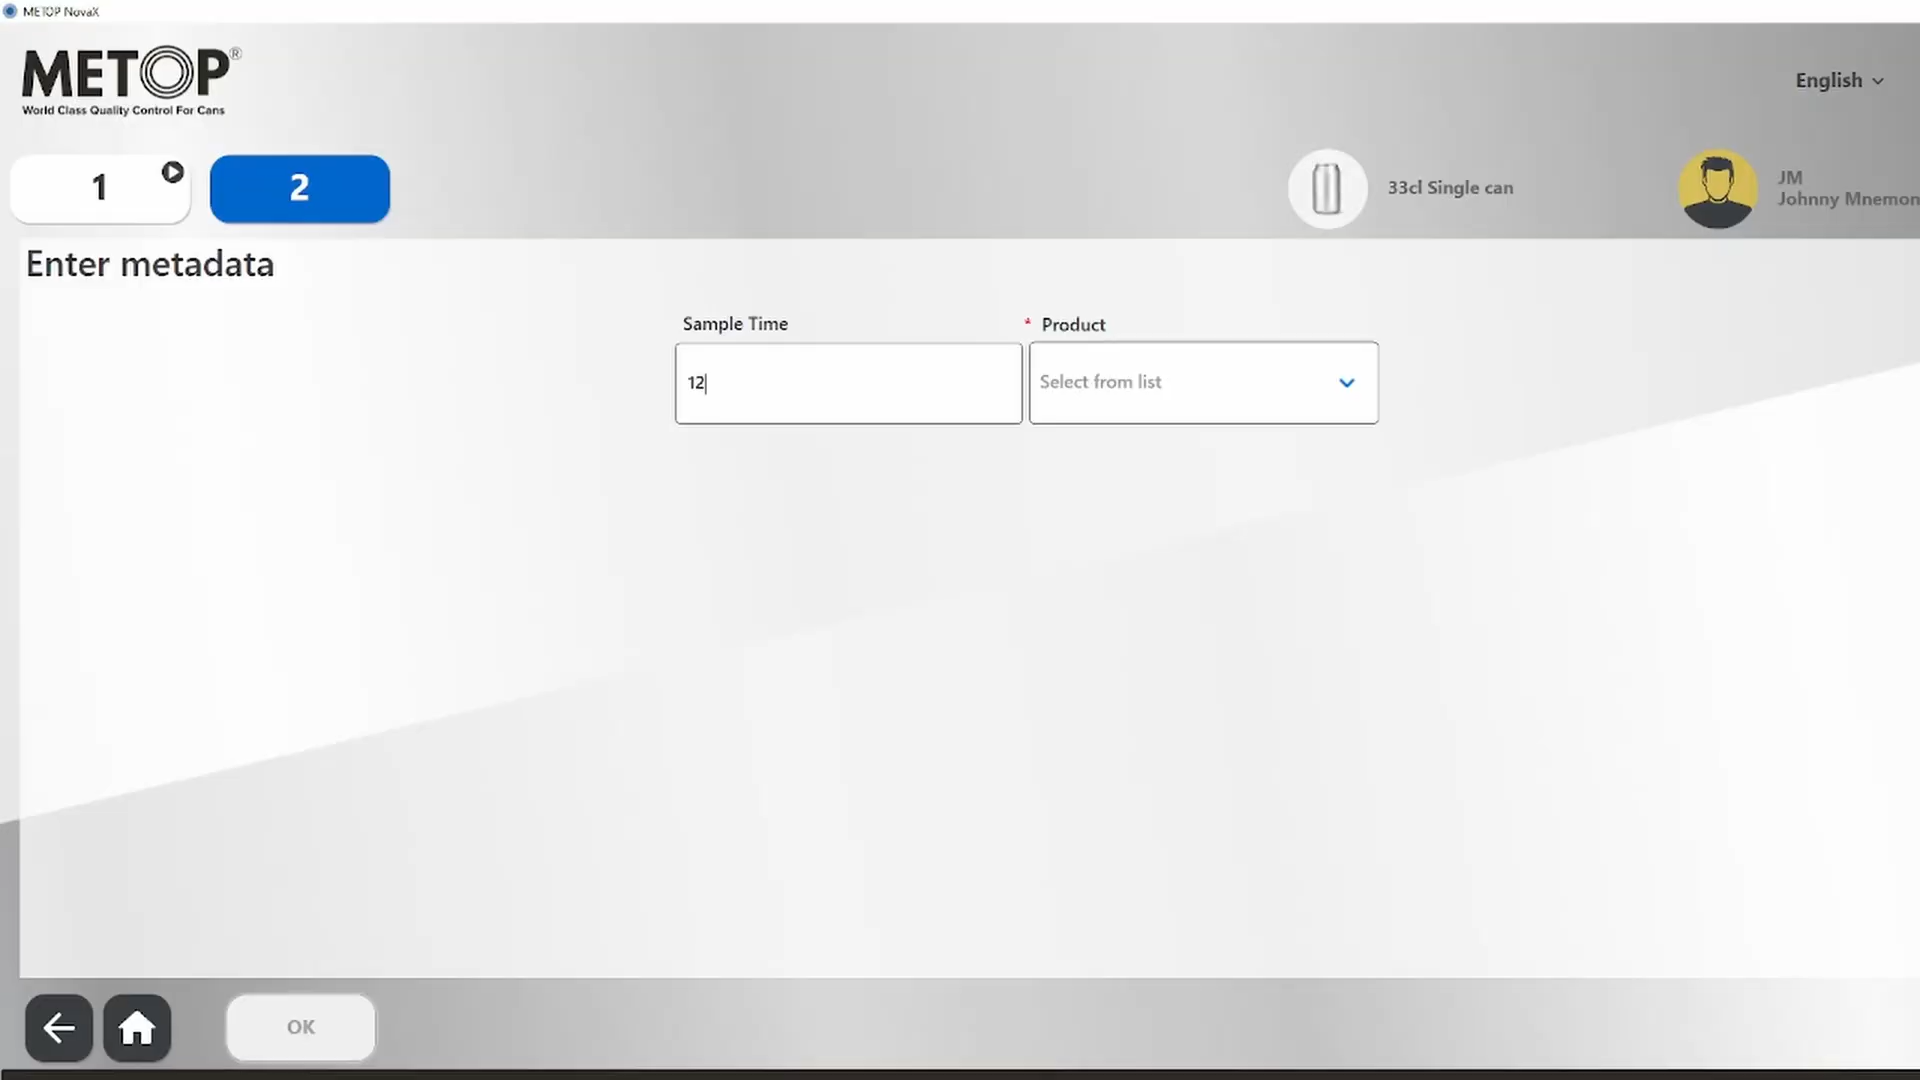 METOP NovaX
METOP®
World Class Quality Control For Cans
English
1
2
33cl Single can
JM
Johnny Mnemon
Enter metadata
Sample Time
* Product
12
Select from list
OK